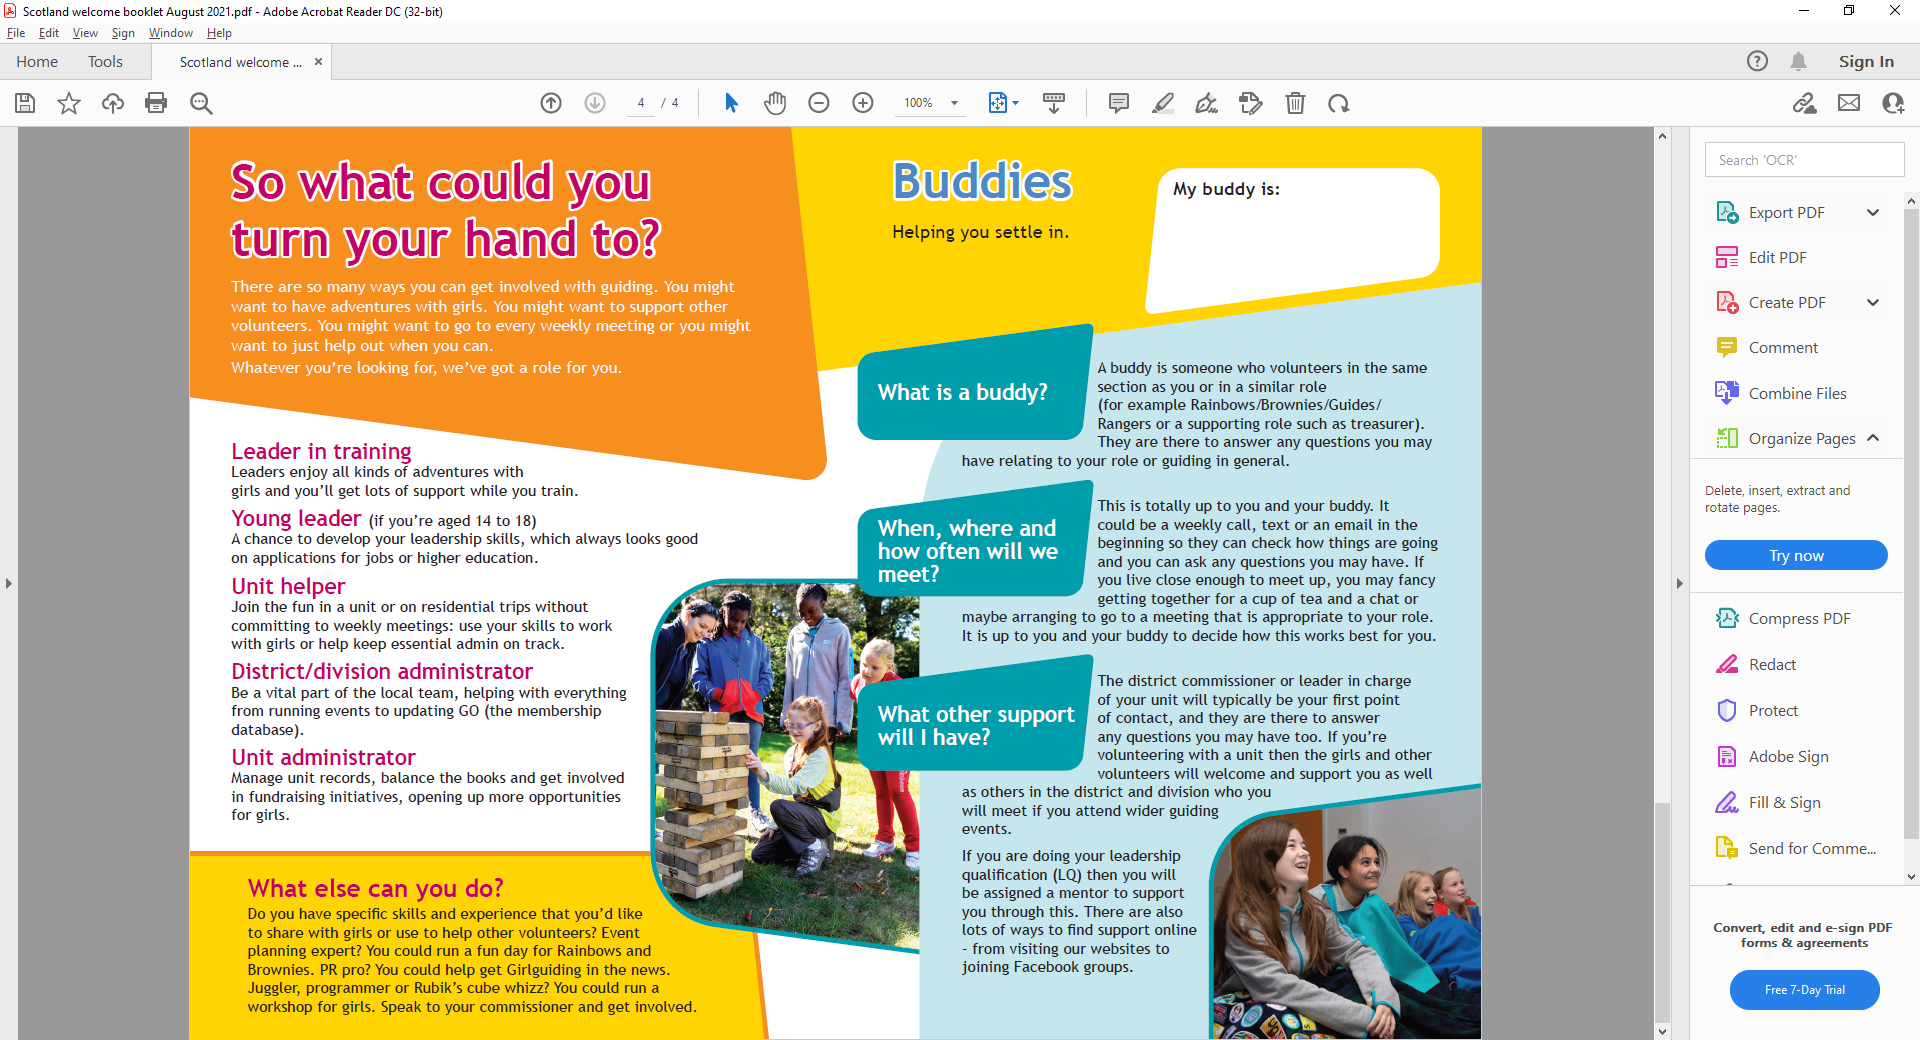 Scotland welcome booklet August 2021.pdf - Adobe Acrobat Reader DC (32-bit)
File Edit View Sign Window Help
Home Tools Scotland welcome ... × Sign In
4 / 4 100%
So what could you
turn your hand to?
There are so many ways you can get involved with guiding. You might
want to have adventures with girls. You might want to support other
volunteers. You might want to go to every weekly meeting or you might
want to just help out when you can.
Whatever you're looking for, we've got a role for you.
Leader in training
Leaders enjoy all kinds of adventures with
girls and you'll get lots of support while you train.
Young leader (if you're aged 14 to 18)
A chance to develop your leadership skills, which always looks good
on applications for jobs or higher education.
Unit helper
Join the fun in a unit or on residential trips without
committing to weekly meetings: use your skills to work
with girls or help keep essential admin on track.
District/division administrator
Be a vital part of the local team, helping with everything
from running events to updating GO (the membership
database).
Unit administrator
Manage unit records, balance the books and get involved
in fundraising initiatives, opening up more opportunities
for girls.
What else can you do?
Do you have specific skills and experience that you'd like
to share with girls or use to help other volunteers? Event
planning expert? You could run a fun day for Rainbows and
Brownies. PR pro? You could help get Girlguiding in the news.
Juggler, programmer or Rubik's cube whizz? You could run a
workshop for girls. Speak to your commissioner and get involved.
Buddies
Helping you settle in.
My buddy is:
What is a buddy?
A buddy is someone who volunteers in the same
section as you or in a similar role
(for example Rainbows/Brownies/Guides/
Rangers or a supporting role such as treasurer).
They are there to answer any questions you may
have relating to your role or guiding in general.
When, where and
how often will we
meet?
This is totally up to you and your buddy. It
could be a weekly call, text or an email in the
beginning so they can check how things are going
and you can ask any questions you may have. If
you live close enough to meet up, you may fancy
getting together for a cup of tea and a chat or
maybe arranging to go to a meeting that is appropriate to your role.
It is up to you and your buddy to decide how this works best for you.
What other support
will I have?
The district commissioner or leader in charge
of your unit will typically be your first point
of contact, and they are there to answer
any questions you may have too. If you're
volunteering with a unit then the girls and other
volunteers will welcome and support you as well
as others in the district and division who you
will meet if you attend wider guiding
events.
If you are doing your leadership
qualification (LQ) then you will
be assigned a mentor to support
you through this. There are also
lots of ways to find support online
- from visiting our websites to
joining Facebook groups.
Search 'OCR'
Export PDF
Edit PDF
Create PDF
Comment
Combine Files
Organize Pages
Delete, insert, extract and
rotate pages.
Try now
Compress PDF
Redact
Protect
Adobe Sign
Fill & Sign
Send for Comme...
Convert, edit and e-sign PDF
forms & agreements
Free 7-Day Trial